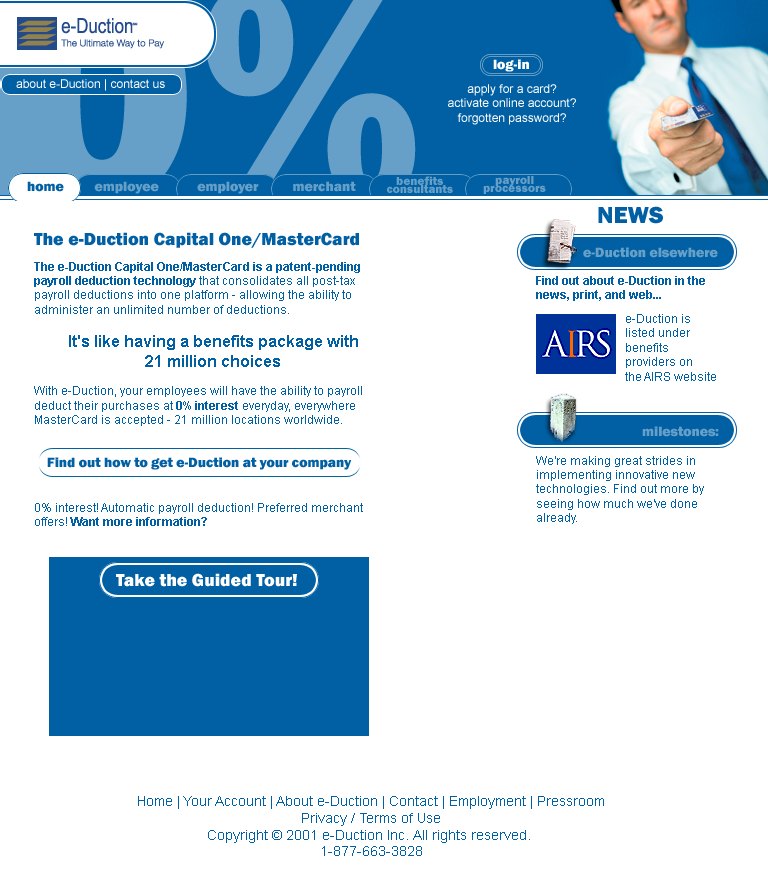 e-Duction™
The Ultimate Way to Pay
0%
log-in
about e-Duction | contact us
apply for a card?
activate online account?
forgotten password?
home
employee
employer
merchant
benefits
consultants
payroll
processors
The e-Duction Capital One/MasterCard
The e-Duction Capital One/MasterCard is a patent-pending
payroll deduction technology that consolidates all post-tax
payroll deductions into one platform - allowing the ability to
administer an unlimited number of deductions.
It's like having a benefits package with
21 million choices
With e-Duction, your employees will have the ability to payroll
deduct their purchases at 0% interest everyday, everywhere
MasterCard is accepted - 21 million locations worldwide.
Find out how to get e-Duction at your company
0% interest! Automatic payroll deduction! Preferred merchant
offers! Want more information?
Take the Guided Tour!
NEWS
e-Duction elsewhere
Find out about e-Duction in the
news, print, and web...
AIRS
e-Duction is
listed under
benefits
providers on
the AIRS website
milestones:
We're making great strides in
implementing innovative new
technologies. Find out more by
seeing how much we've done
already.
Home | Your Account | About e-Duction | Contact | Employment | Pressroom
Privacy / Terms of Use
Copyright © 2001 e-Duction Inc. All rights reserved.
1-877-663-3828